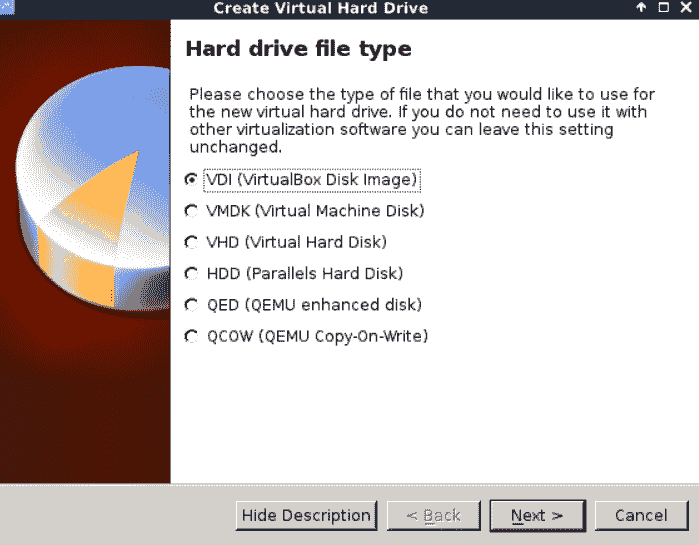 Create Virtual Hard Drive
Hard drive file type
Please choose the type of file that you would like to use for
the new virtual hard drive. If you do not need to use it with
other virtualization software you can leave this setting
unchanged.
VDI (VirtualBox Disk Image)
VMDK (Virtual Machine Disk)
VHD (Virtual Hard Disk)
HDD (Parallels Hard Disk)
QED (QEMU enhanced disk)
QCOW (QEMU Copy-On-Write)
Hide Description
< Back
Next >
Cancel